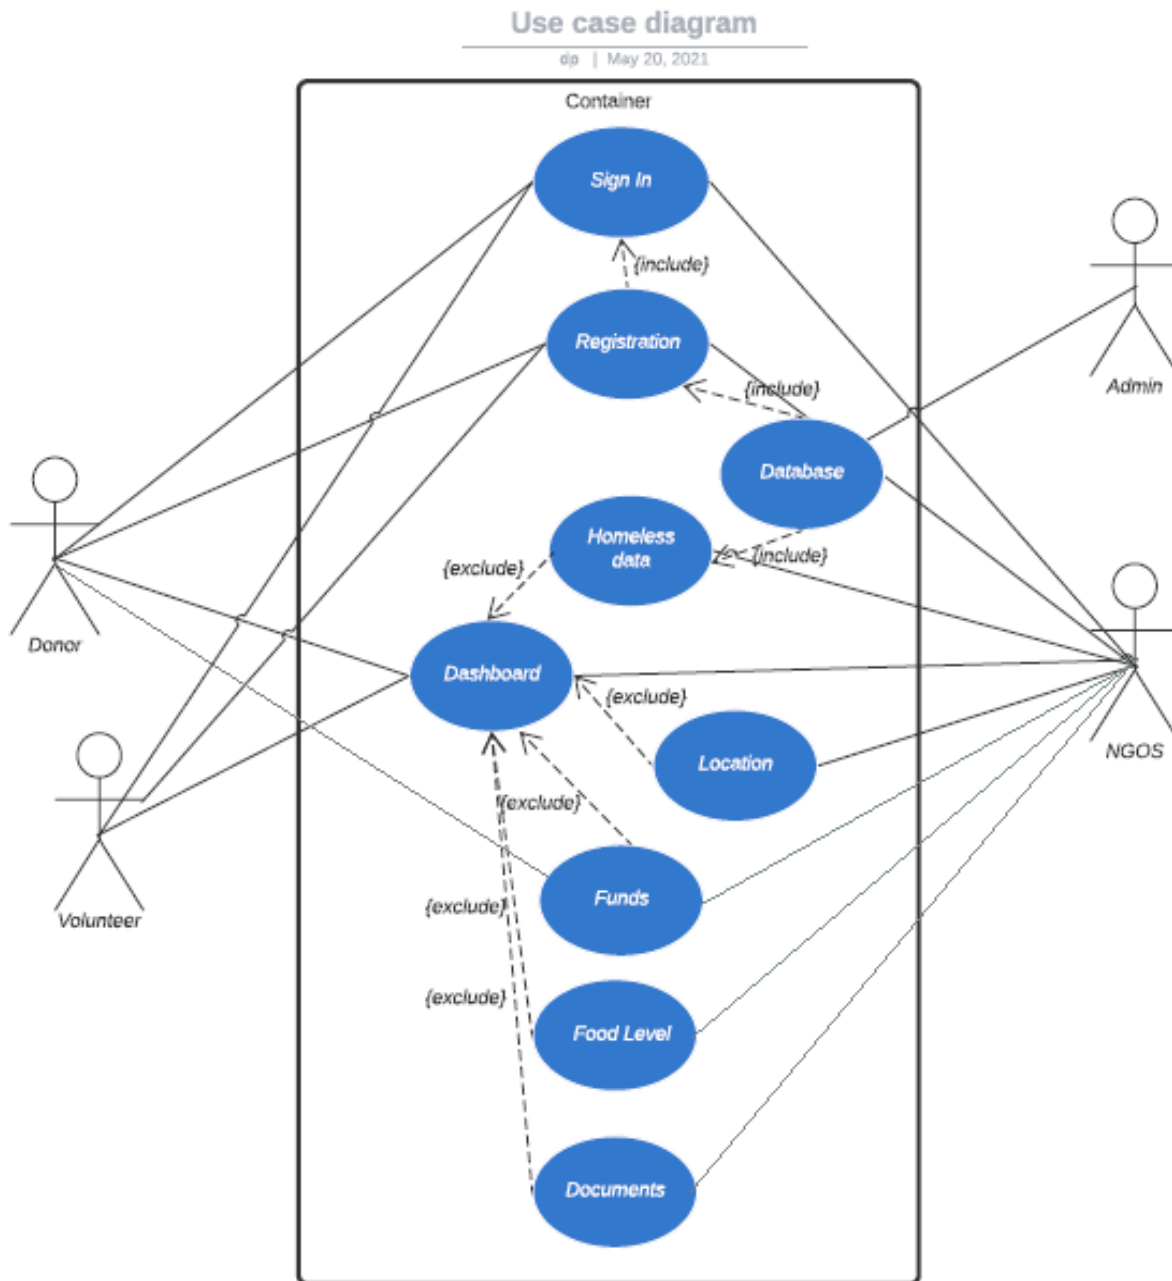 Use case diagram
dp | May 20, 2021
Container
Sign In
{include}
Registration
{include}
Admin
Database
Homeless
data
{include}
{exclude}
Donor
Dashboard
{exclude}
Location
NGOS
{exclude}
Volunteer
Funds
{exclude}
{exclude}
Food Level
Documents